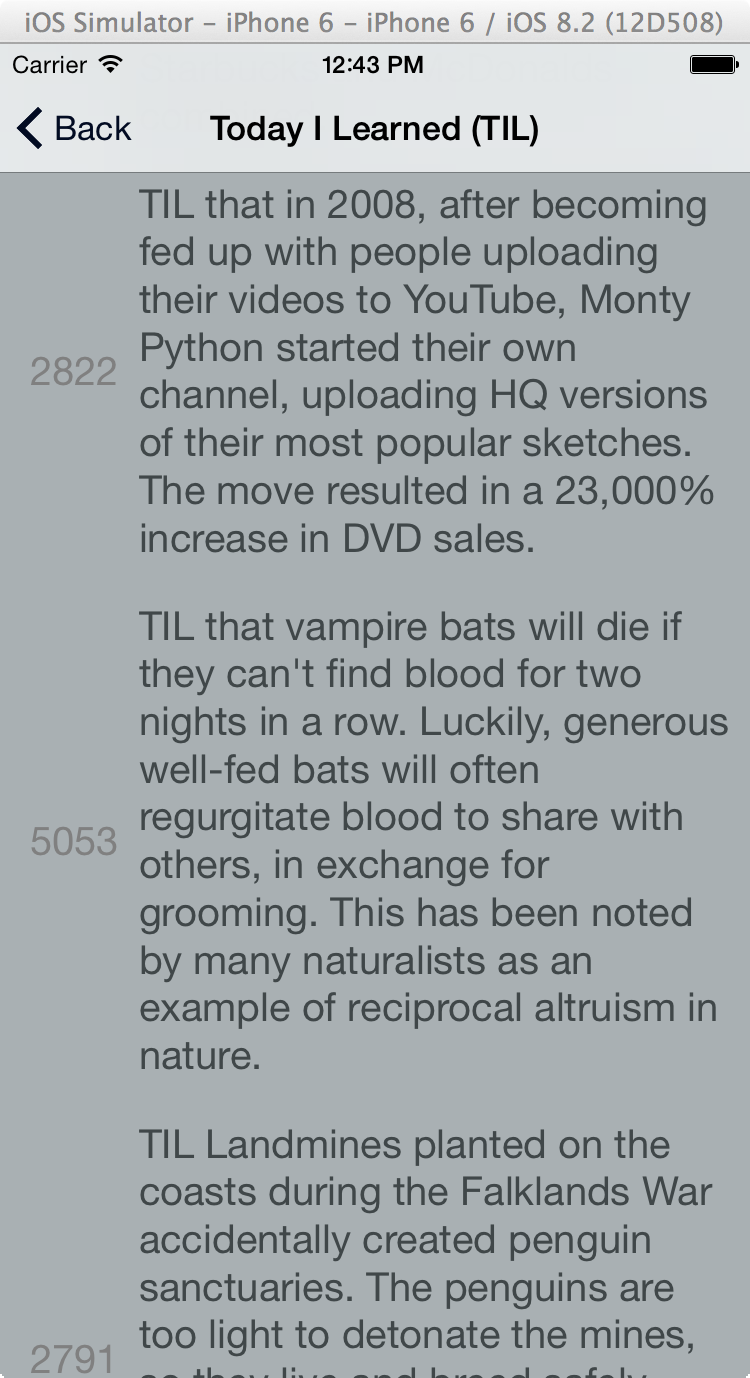 iOS Simulator – iPhone 6 – iPhone 6 / iOS 8.2 (12D508)
Carrier 12:43 PM
Back Today I Learned (TIL)
TIL that in 2008, after becoming
fed up with people uploading
their videos to YouTube, Monty
Python started their own
2822
channel, uploading HQ versions
of their most popular sketches.
The move resulted in a 23,000%
increase in DVD sales.
TIL that vampire bats will die if
they can't find blood for two
nights in a row. Luckily, generous
well-fed bats will often
regurgitate blood to share with
5053
others, in exchange for
grooming. This has been noted
by many naturalists as an
example of reciprocal altruism in
nature.
TIL Landmines planted on the
coasts during the Falklands War
accidentally created penguin
sanctuaries. The penguins are
too light to detonate the mines,
2791
so they live and breed safely